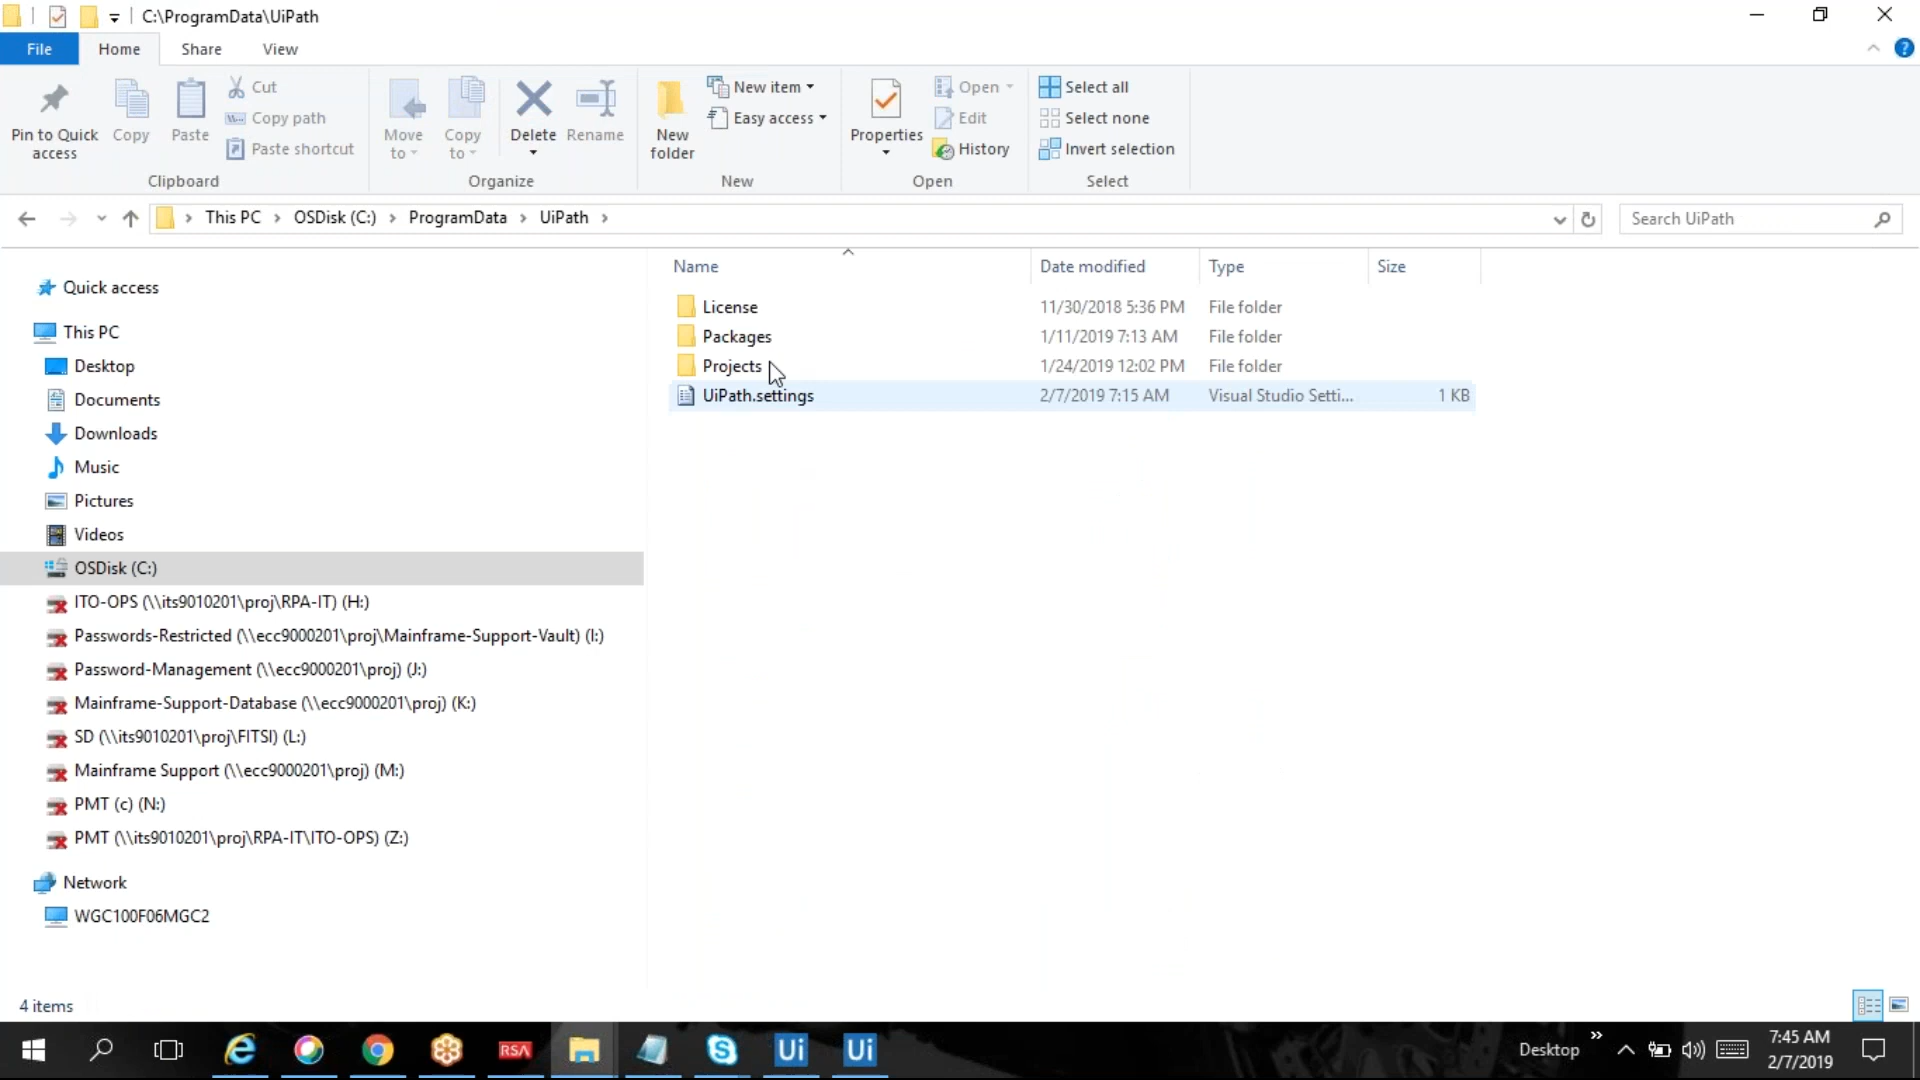 C:\ProgramData\UiPath
File Home Share View
Pin to Quick access
Copy
Paste
Cut
Copy path
Paste shortcut
Clipboard
Move to
Copy to
Delete
Rename
Organize
New folder
New item
Easy access
New
Properties
Open
Edit
History
Open
Select all
Select none
Invert selection
Select
This PC > OSDisk (C:) > ProgramData > UiPath >
Search UiPath
Name Date modified Type Size
License 11/30/2018 5:36 PM File folder
Packages 1/11/2019 7:13 AM File folder
Projects 1/24/2019 12:02 PM File folder
UiPath.settings 2/7/2019 7:15 AM Visual Studio Setti... 1 KB
Quick access
This PC
Desktop
Documents
Downloads
Music
Pictures
Videos
OSDisk (C:)
ITO-OPS (\\its9010201\proj\RPA-IT) (H:)
Passwords-Restricted (\\ecc9000201\proj\Mainframe-Support-Vault) (I:)
Password-Management (\\ecc9000201\proj) (J:)
Mainframe-Support-Database (\\ecc9000201\proj) (K:)
SD (\\its9010201\proj\FITSI) (L:)
Mainframe Support (\\ecc9000201\proj) (M:)
PMT (c) (N:)
PMT (\\its9010201\proj\RPA-IT\ITO-OPS) (Z:)
Network
WGC100F06MGC2
4 items
RSA
Ui
Ui
Desktop
7:45 AM
2/7/2019